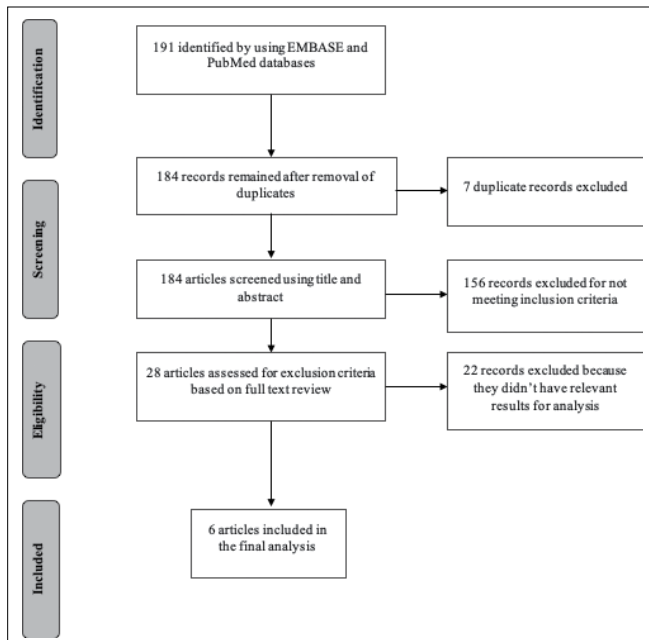 Identification
191 identified by using EMBASE and
PubMed databases
184 records remained after removal of
duplicates
7 duplicate records excluded
Screening
184 articles screened using title and
abstract
156 records excluded for not
meeting inclusion criteria
Eligibility
28 articles assessed for exclusion criteria
based on full text review
22 records excluded because
they didn't have relevant
results for analysis
Included
6 articles included in
the final analysis